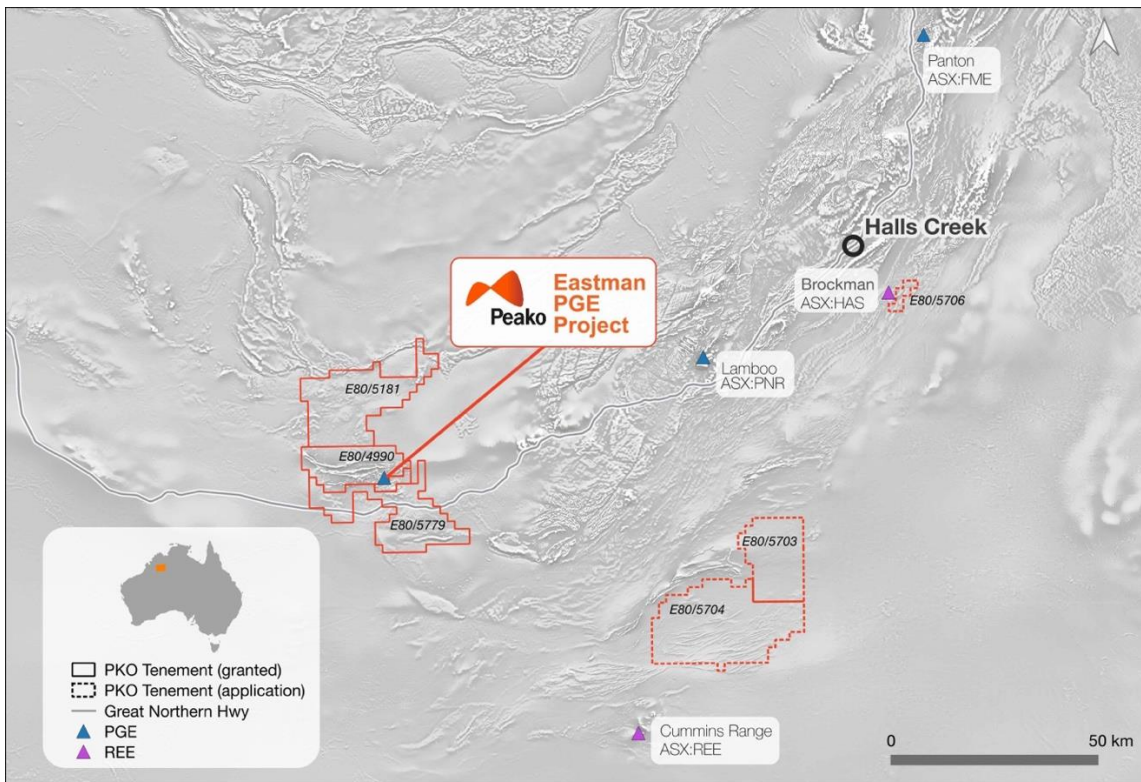 Panton
ASX:FME
Halls Creek
Brockman
ASX:HAS
E80/5706
Peako
Eastman
PGE
Project
Lamboo
ASX:PNR
E80/5181
E80/4990
E80/5779
E80/5703
E80/5704
PKO Tenement (granted)
PKO Tenement (application)
Great Northern Hwy
PGE
REE
Cummins Range
ASX:REE
0 50 km